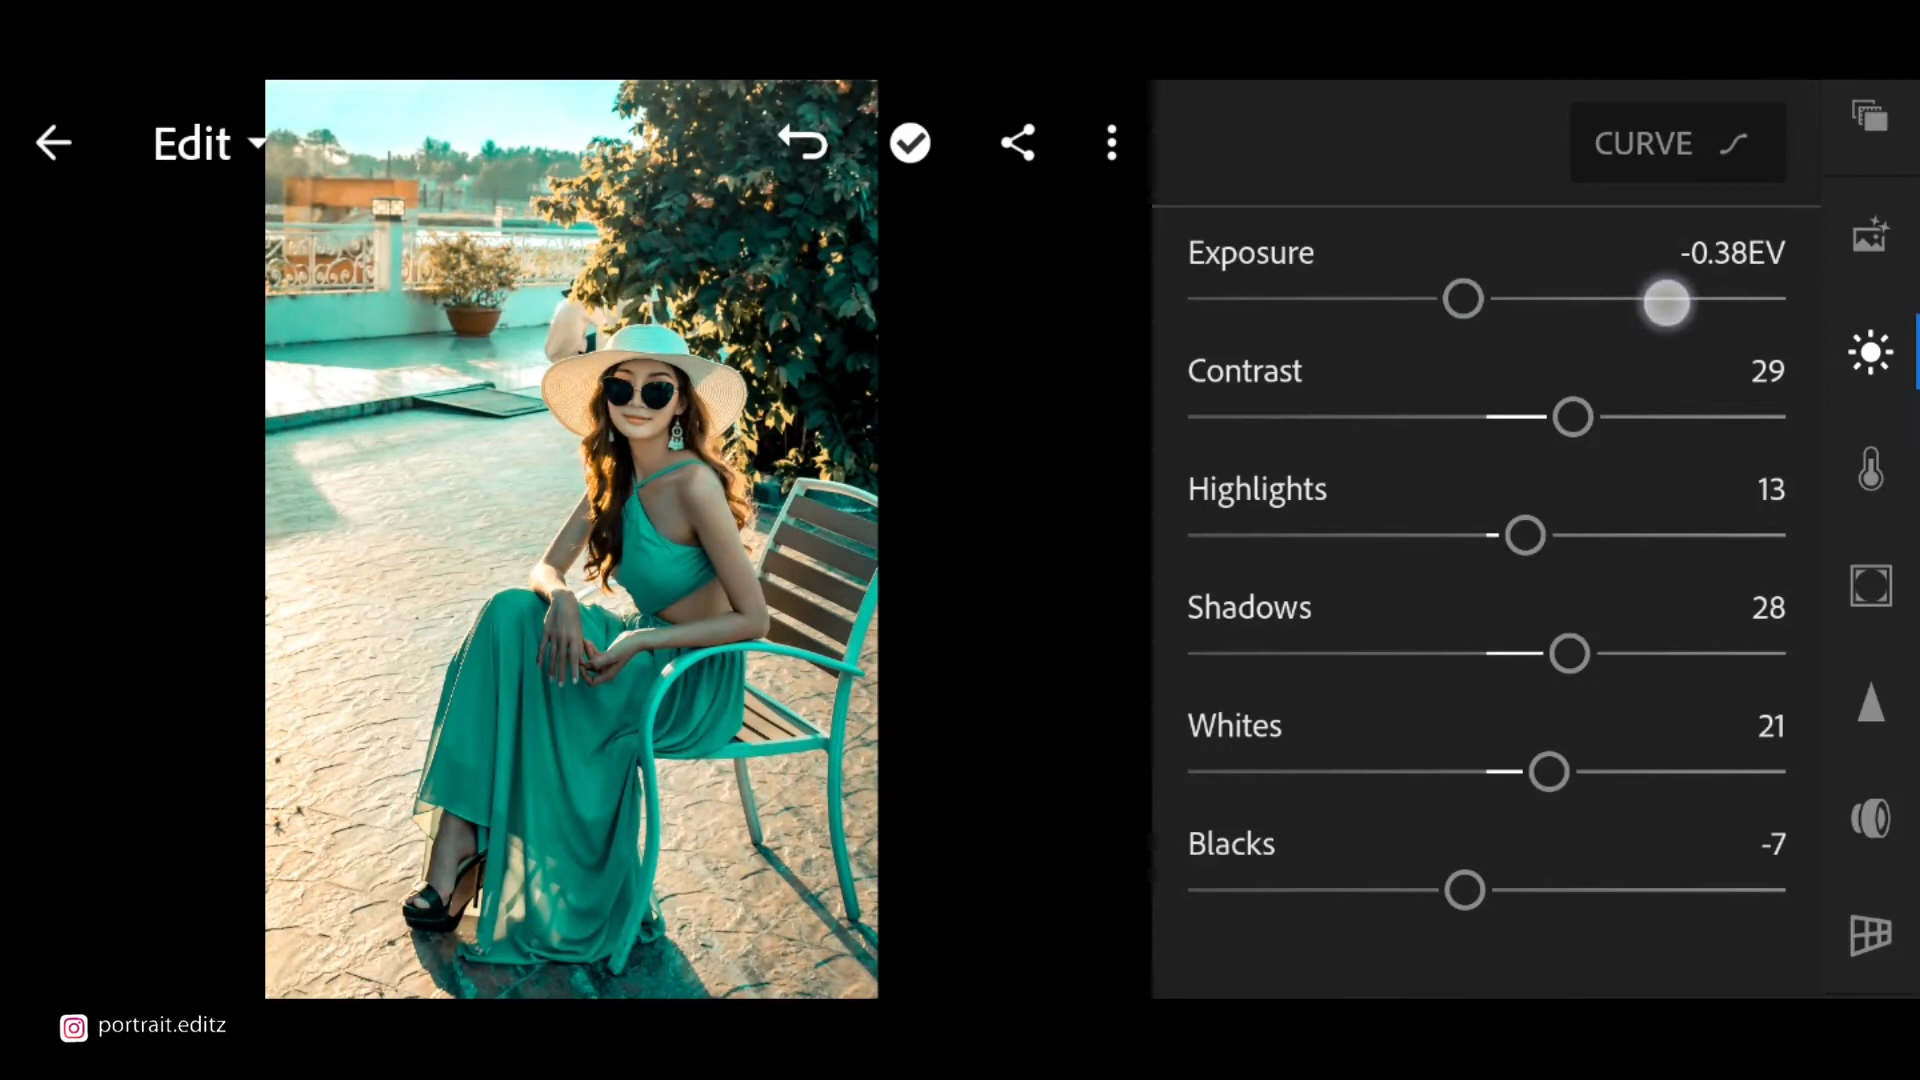 Edit
CURVE
Exposure -0.38EV
Contrast 29
Highlights 13
Shadows 28
Whites 21
Blacks -7
portrait.editz